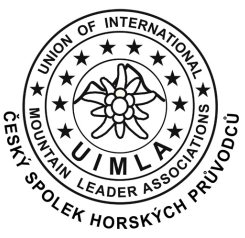 UNION OF INTERNATIONAL
MOUNTAIN LEADER ASSOCIATIONS
UIMLA
ČESKÝ SPOLEK HORSKÝCH PRŮVODCŮ